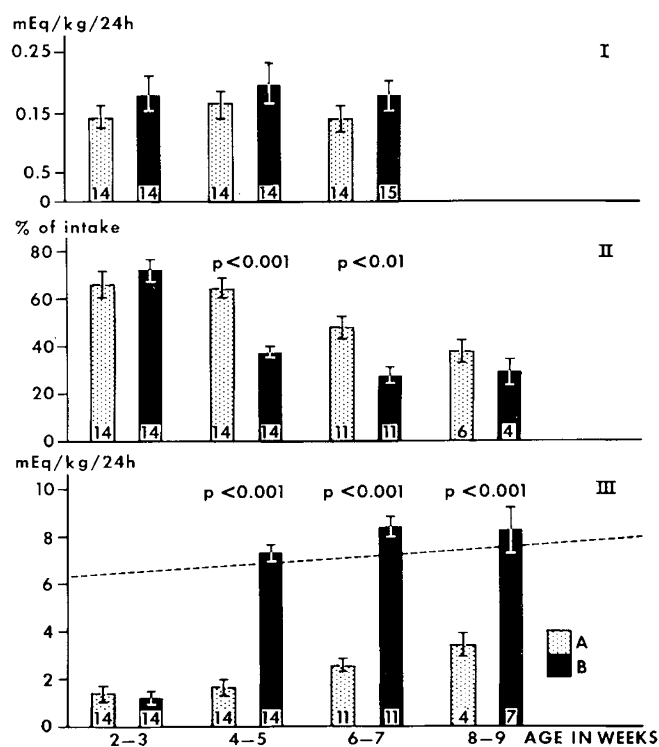 mEq/kg/24h
0.25 I
0.15
0.5
0 14 14 14 14 14 15
% of intake
80 II
p <0.001 p <0.01
60
40
20
0 14 14 14 14 11 11 6 4
mEq/kg/24h
10 p <0.001 p <0.001 p <0.001 III
8
6
4 A
B
2
0 14 14 14 14 11 11 4 7
2–3 4–5 6–7 8–9 AGE IN WEEKS